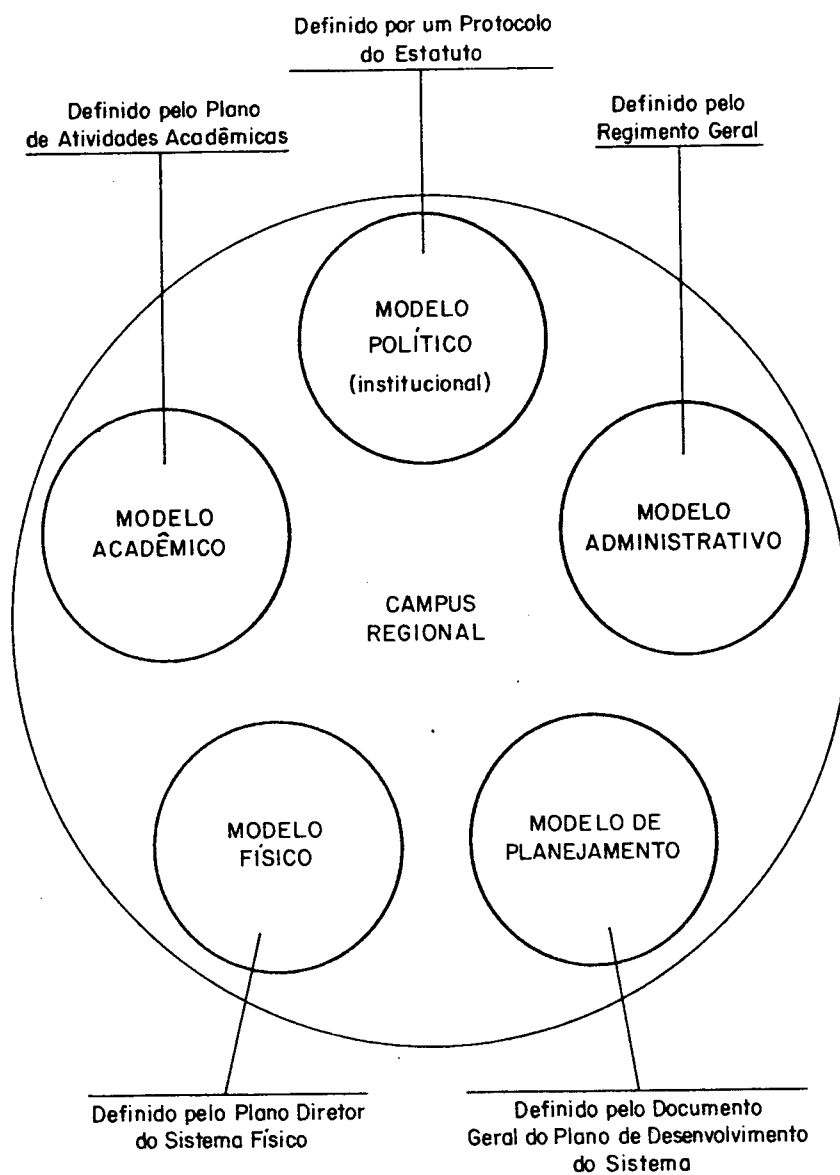 Definido por um Protocolo
do Estatuto
Definido pelo Plano
de Atividades Acadêmicas
Definido pelo
Regimento Geral
MODELO
POLÍTICO
(institucional)
MODELO
ACADÊMICO
MODELO
ADMINISTRATIVO
CAMPUS
REGIONAL
MODELO
FÍSICO
MODELO DE
PLANEJAMENTO
Definido pelo Plano Diretor
do Sistema Físico
Definido pelo Documento
Geral do Plano de Desenvolvimento
do Sistema